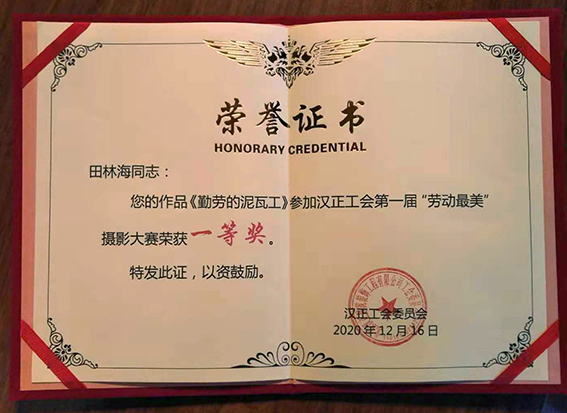 荣誉证书
HONORARY CREDENTIAL
田林海同志：
您的作品《勤劳的泥瓦工》参加汉正工会第一届“劳动最美”
摄影大赛荣获一等奖。
特发此证，以资鼓励。
汉正工会委员会
2020年12月16日